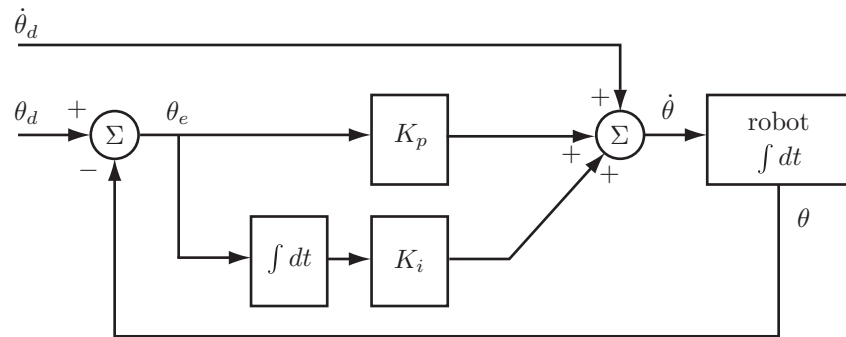 θ̇_d
θ_d + Σ θ_e K_p + + Σ θ̇ robot
∫ dt
−
+
∫ dt K_i
θ